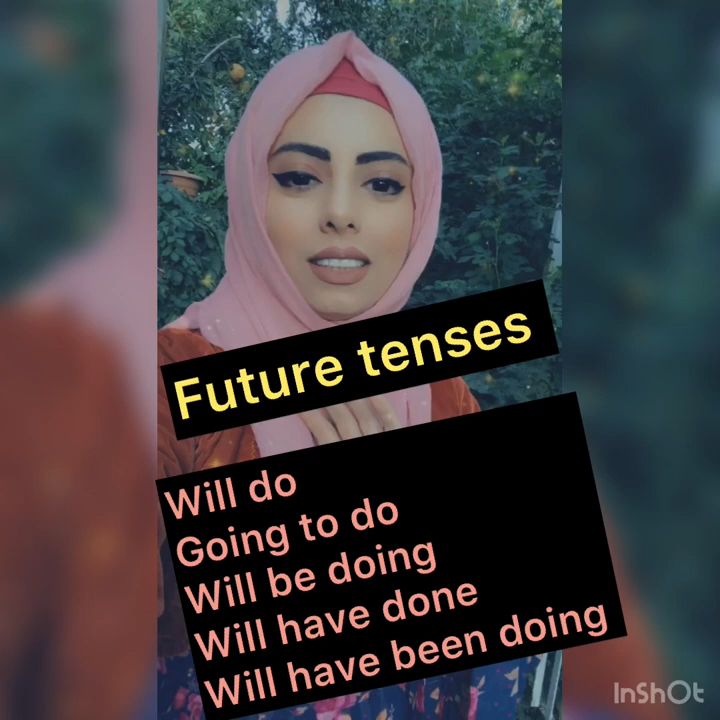 Future tenses
Will do
Going to do
Will be doing
Will have done
Will have been doing
InShOt